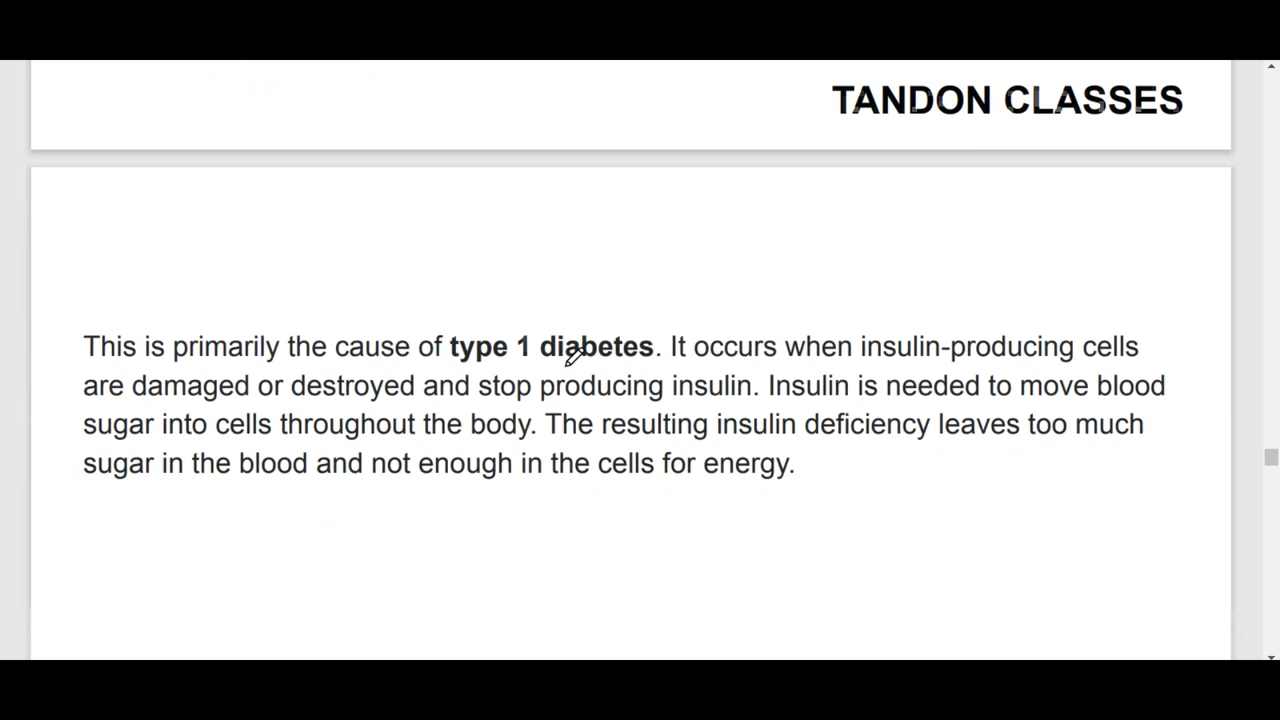 TANDON CLASSES
This is primarily the cause of type 1 diabetes. It occurs when insulin-producing cells
are damaged or destroyed and stop producing insulin. Insulin is needed to move blood
sugar into cells throughout the body. The resulting insulin deficiency leaves too much
sugar in the blood and not enough in the cells for energy.